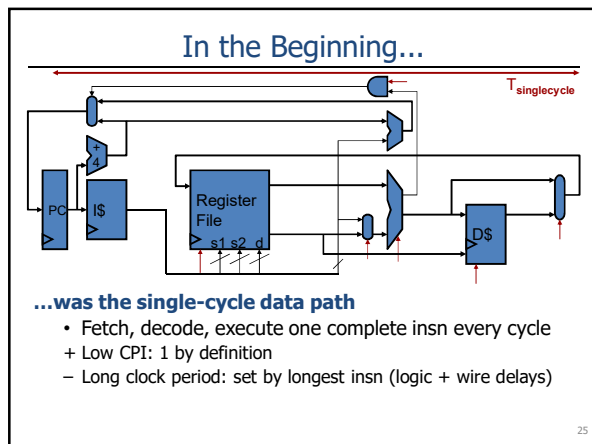 In the Beginning...
T singlecycle
+
4
PC
I$
Register
File
s1 s2 d
D$
...was the single-cycle data path
• Fetch, decode, execute one complete insn every cycle
+ Low CPI: 1 by definition
– Long clock period: set by longest insn (logic + wire delays)
25